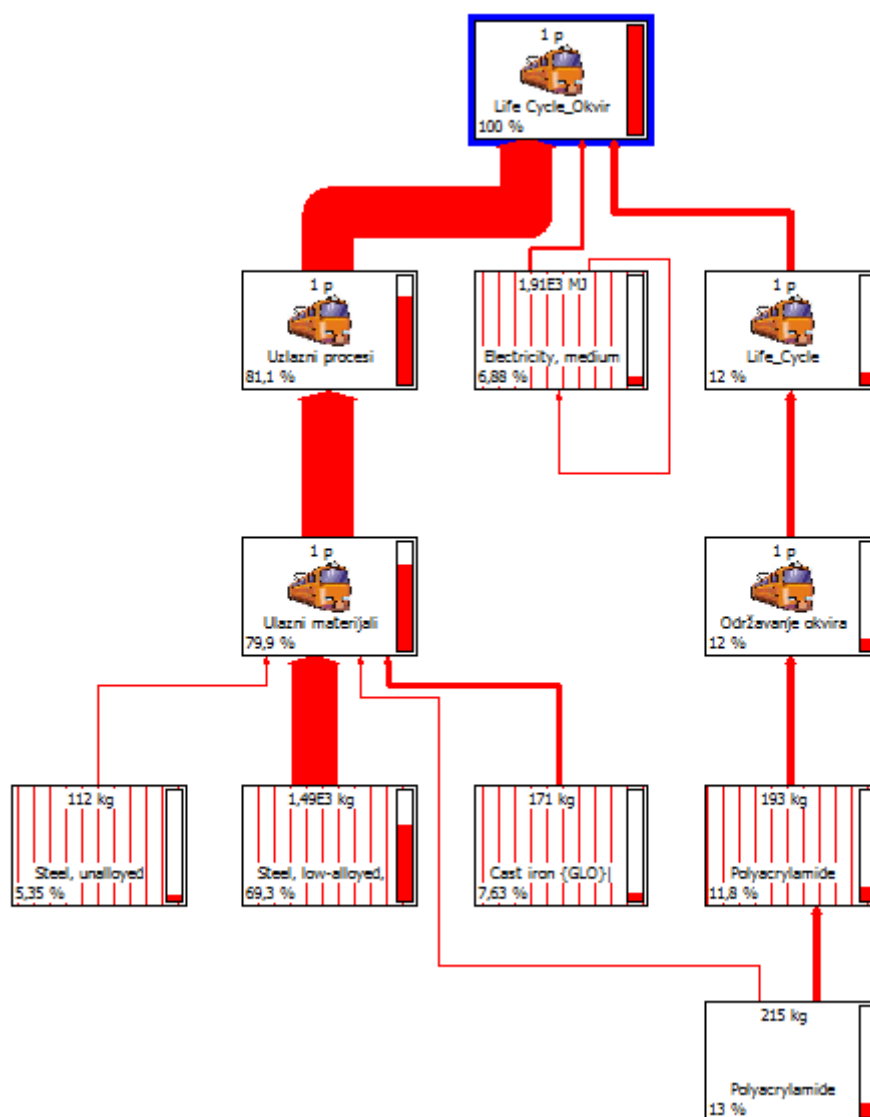 1 p
Life Cycle_Okvir
100 %
1 p
Uzlazni procesi
81,1 %
1,91E3 MJ
Electricity, medium
6,88 %
1 p
Life_Cycle
12 %
1 p
Ulazni materijali
79,9 %
1 p
Održavanje okvira
12 %
112 kg
Steel, unalloyed
5,35 %
1,49E3 kg
Steel, low-alloyed,
69,3 %
171 kg
Cast iron {GLO}|
7,63 %
193 kg
Polyacrylamide
11,8 %
215 kg
Polyacrylamide
13 %